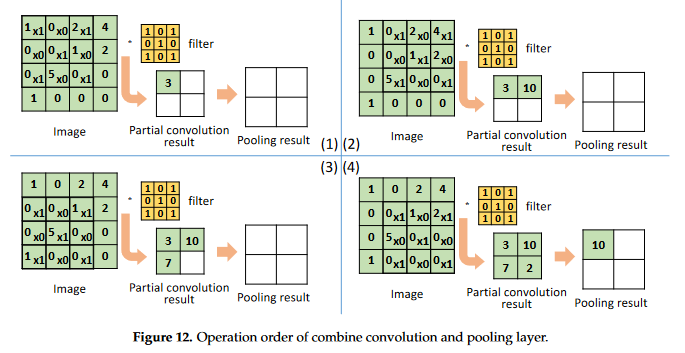 1 x1 0 x0 2 x1 4
0 x0 0 x1 1 x0 2
0 x1 5 x0 0 x1 0
1 0 0 0
Image
*
1 0 1
0 1 0
1 0 1
filter
3
Partial convolution
result
Pooling result
(1)
1 0 x1 2 x0 4 x1
0 0 x0 1 x1 2 x0
0 5 x1 0 x0 0 x1
1 0 0 0
Image
*
1 0 1
0 1 0
1 0 1
filter
3 10
Partial convolution
result
Pooling result
(2)
(3)
1 0 2 4
0 x1 0 x0 1 x1 2
0 x0 5 x1 0 x0 0
1 x1 0 x0 0 x1 0
Image
*
1 0 1
0 1 0
1 0 1
filter
3 10
7
Partial convolution
result
Pooling result
(4)
1 0 2 4
0 0 x1 1 x0 2 x1
0 5 x0 0 x1 0 x0
1 0 x1 0 x0 0 x1
Image
*
1 0 1
0 1 0
1 0 1
filter
3 10
7 2
Partial convolution
result
10
Pooling result
Figure 12. Operation order of combine convolution and pooling layer.